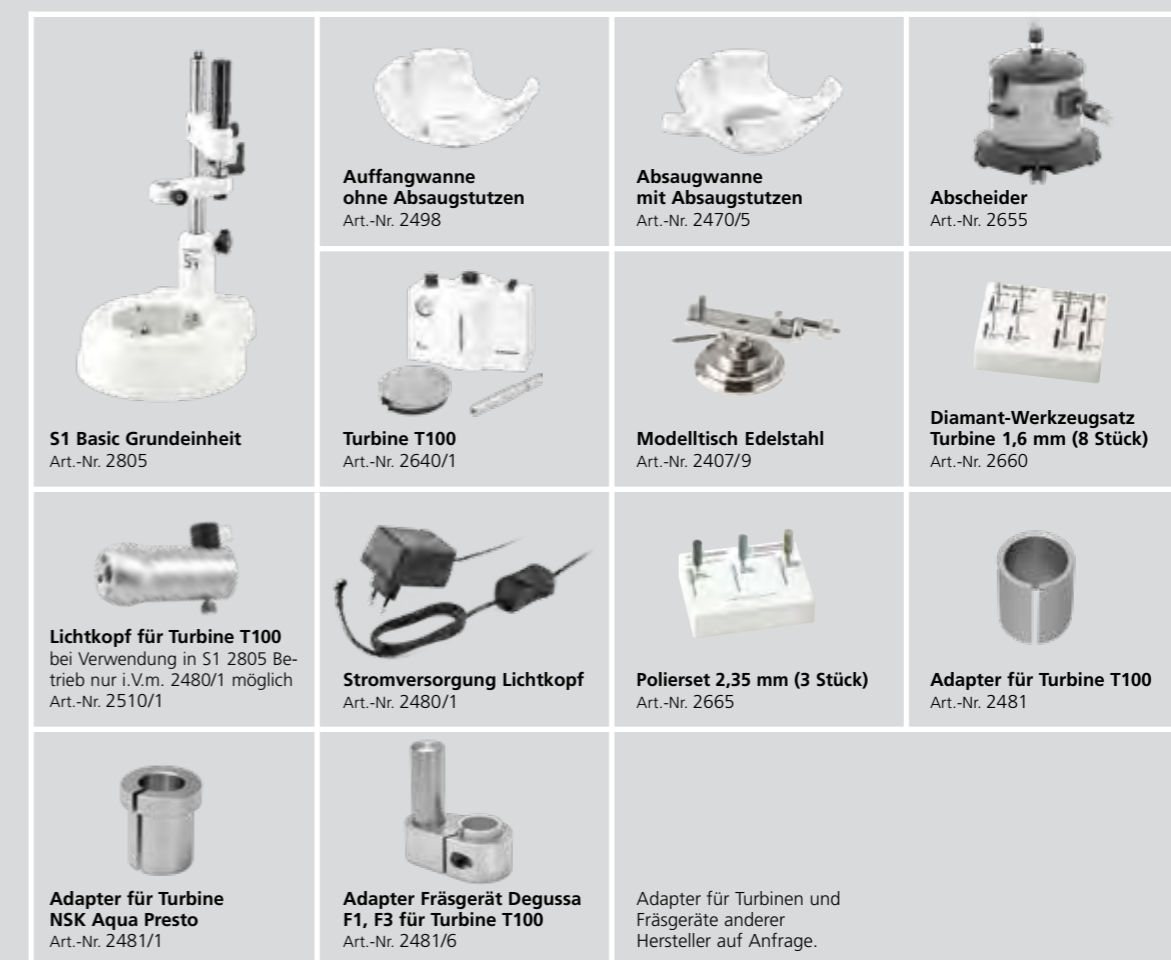 S1
Auffangwanne
ohne Absaugstutzen
Art.-Nr. 2498
Absaugwanne
mit Absaugstutzen
Art.-Nr. 2470/5
Abscheider
Art.-Nr. 2655
S1 Basic Grundeinheit
Art.-Nr. 2805
Turbine T100
Art.-Nr. 2640/1
Modelltisch Edelstahl
Art.-Nr. 2407/9
Diamant-Werkzeugsatz
Turbine 1,6 mm (8 Stück)
Art.-Nr. 2660
Lichtkopf für Turbine T100
bei Verwendung in S1 2805 Be-
trieb nur i.V.m. 2480/1 möglich
Art.-Nr. 2510/1
Stromversorgung Lichtkopf
Art.-Nr. 2480/1
Polierset 2,35 mm (3 Stück)
Art.-Nr. 2665
Adapter für Turbine T100
Art.-Nr. 2481
Adapter für Turbine
NSK Aqua Presto
Art.-Nr. 2481/1
Adapter Fräsgerät Degussa
F1, F3 für Turbine T100
Art.-Nr. 2481/6
Adapter für Turbinen und
Fräsgeräte anderer
Hersteller auf Anfrage.